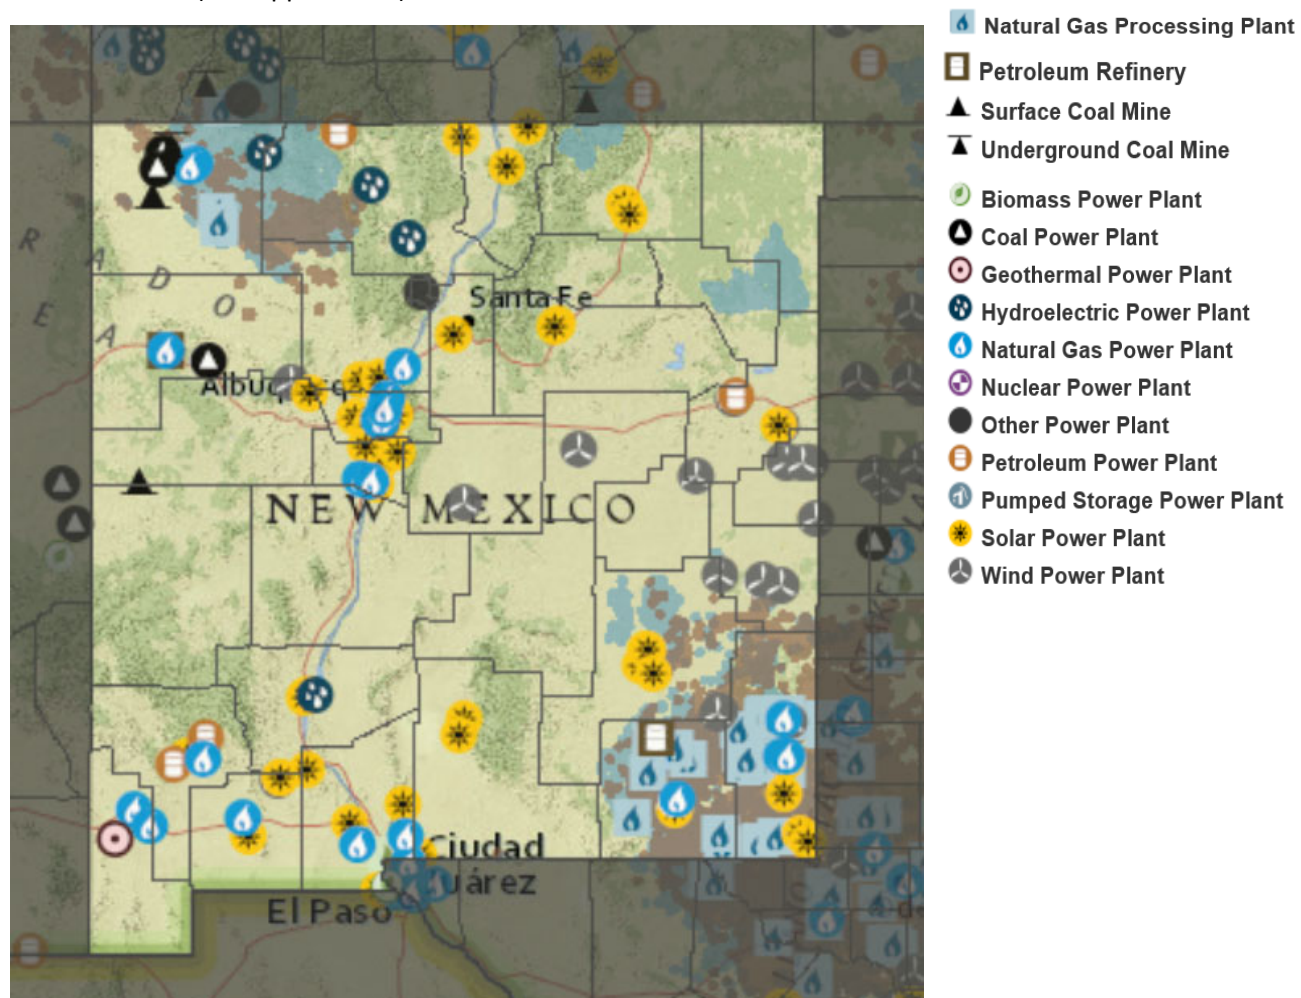 Natural Gas Processing Plant
Petroleum Refinery
Surface Coal Mine
Underground Coal Mine
Biomass Power Plant
Coal Power Plant
Geothermal Power Plant
Hydroelectric Power Plant
Natural Gas Power Plant
Nuclear Power Plant
Other Power Plant
Petroleum Power Plant
Pumped Storage Power Plant
Solar Power Plant
Wind Power Plant
R A D O
E A
Santa Fe
NEW MEXICO
Ciudad
El Paso